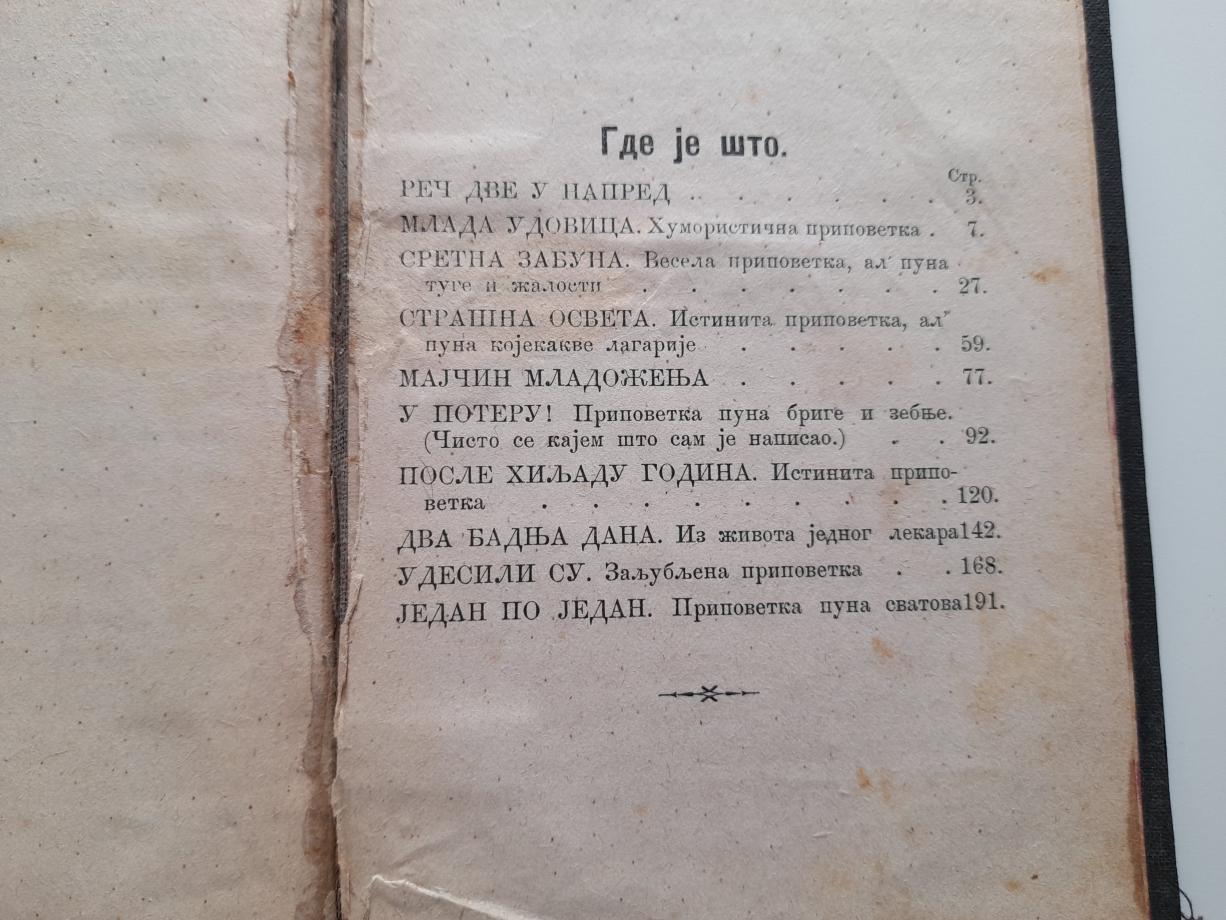 Где је што.
Стр.
РЕЧ ДВЕ У НАПРЕД . . . . . . . 3.
МЛАДА УДОВИЦА. Хумористична приповетка . 7.
СРЕТНА ЗАБУНА. Весела приповетка, ал' пуна
туге и жалости . . . . . . . 27.
СТРАШНА ОСВЕТА. Истинита приповетка, ал'
пуна којекакве лагарије . . . . . 59.
МАЈЧИН МЛАДОЖЕЊА . . . . . 77.
У ПОТЕРУ! Приповетка пуна бриге и зебње.
(Чисто се кајем што сам је написао.) . . 92.
ПОСЛЕ ХИЉАДУ ГОДИНА. Истинита припо-
ветка . . . . . . . . . 120.
ДВА БАДЊА ДАНА. Из живота једног лекара142.
УДЕСИЛИ СУ. Заљубљена приповетка . . 168.
ЈЕДАН ПО ЈЕДАН. Приповетка пуна сватова191.